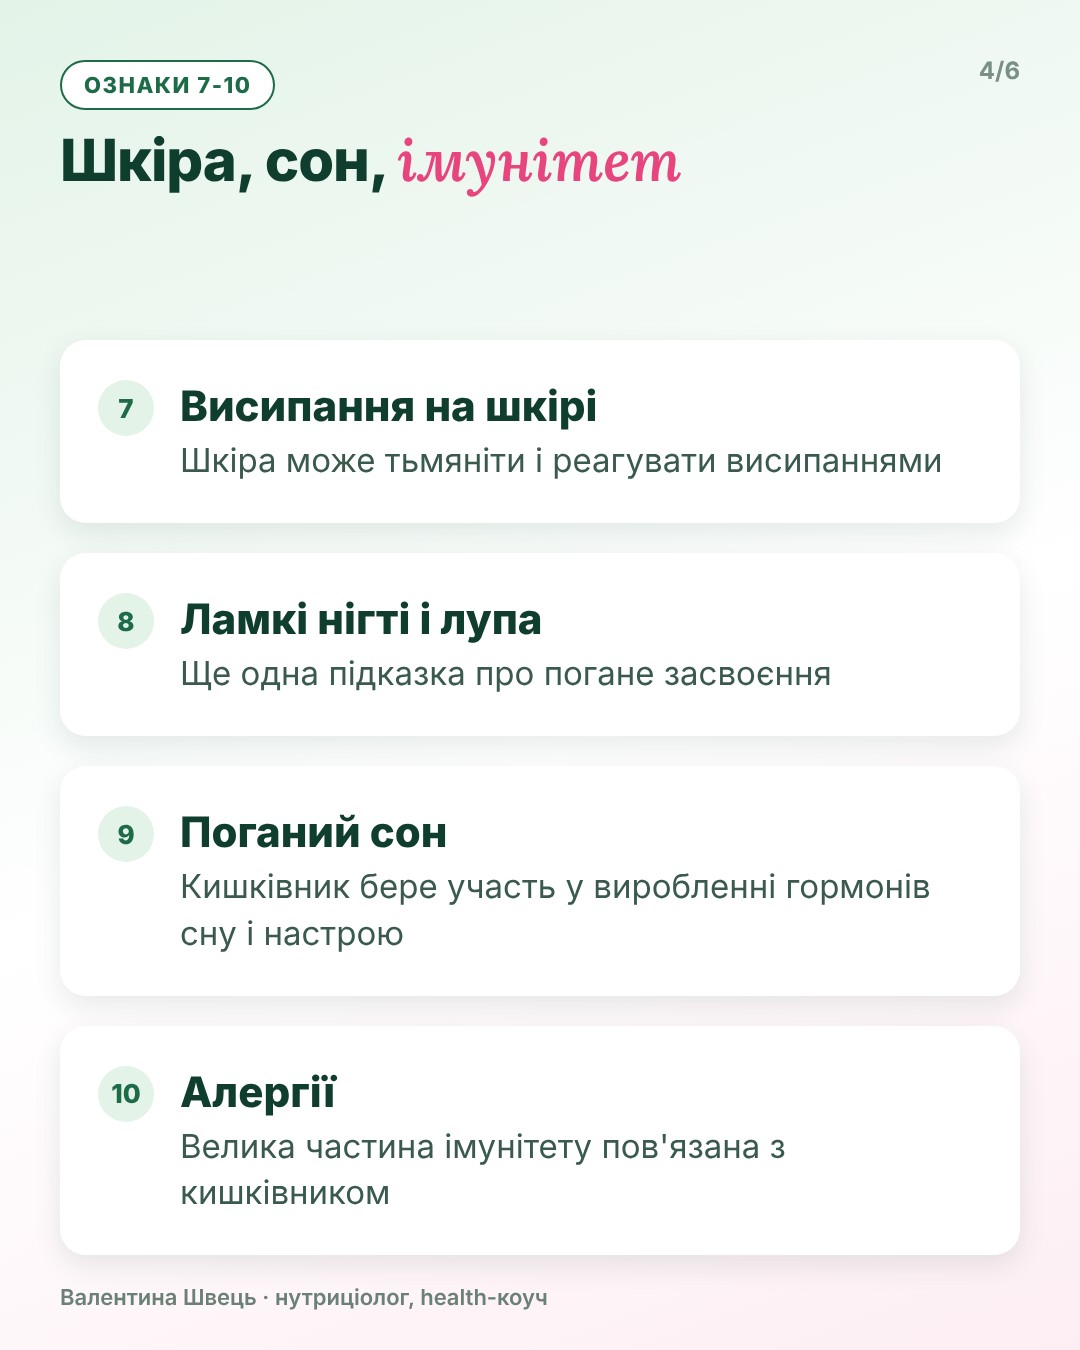 ОЗНАКИ 7-10
4/6
Шкіра, сон, імунітет
7
Висипання на шкірі
Шкіра може тьмяніти і реагувати висипаннями
8
Ламкі нігті і лупа
Ще одна підказка про погане засвоєння
9
Поганий сон
Кишківник бере участь у виробленні гормонів
сну і настрою
10
Алергії
Велика частина імунітету пов'язана з
кишківником
Валентина Швець · нутриціолог, health-коуч